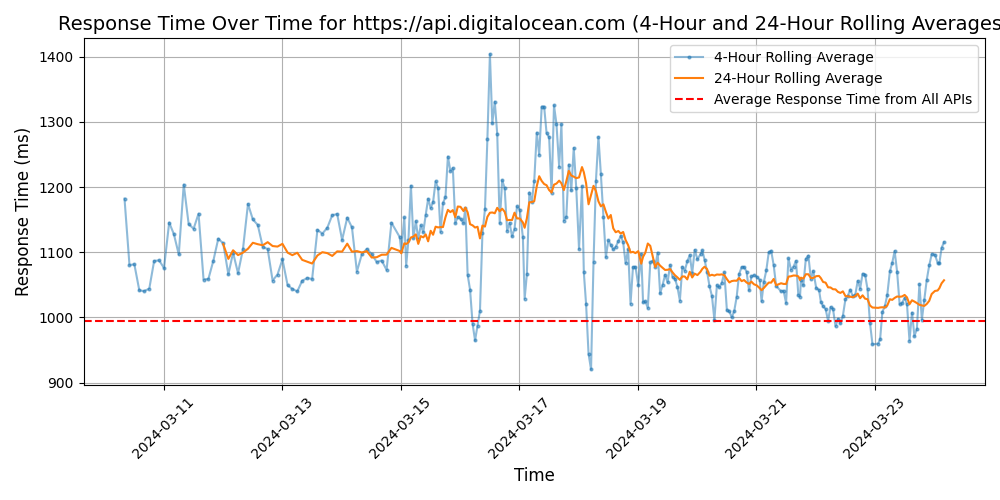 Response Time Over Time for https://api.digitalocean.com (4-Hour and 24-Hour Rolling Averages
1400
1300
1200
1100
1000
900
Response Time (ms)
4-Hour Rolling Average
24-Hour Rolling Average
Average Response Time from All APIs
2024-03-11
2024-03-13
2024-03-15
2024-03-17
2024-03-19
2024-03-21
2024-03-23
Time